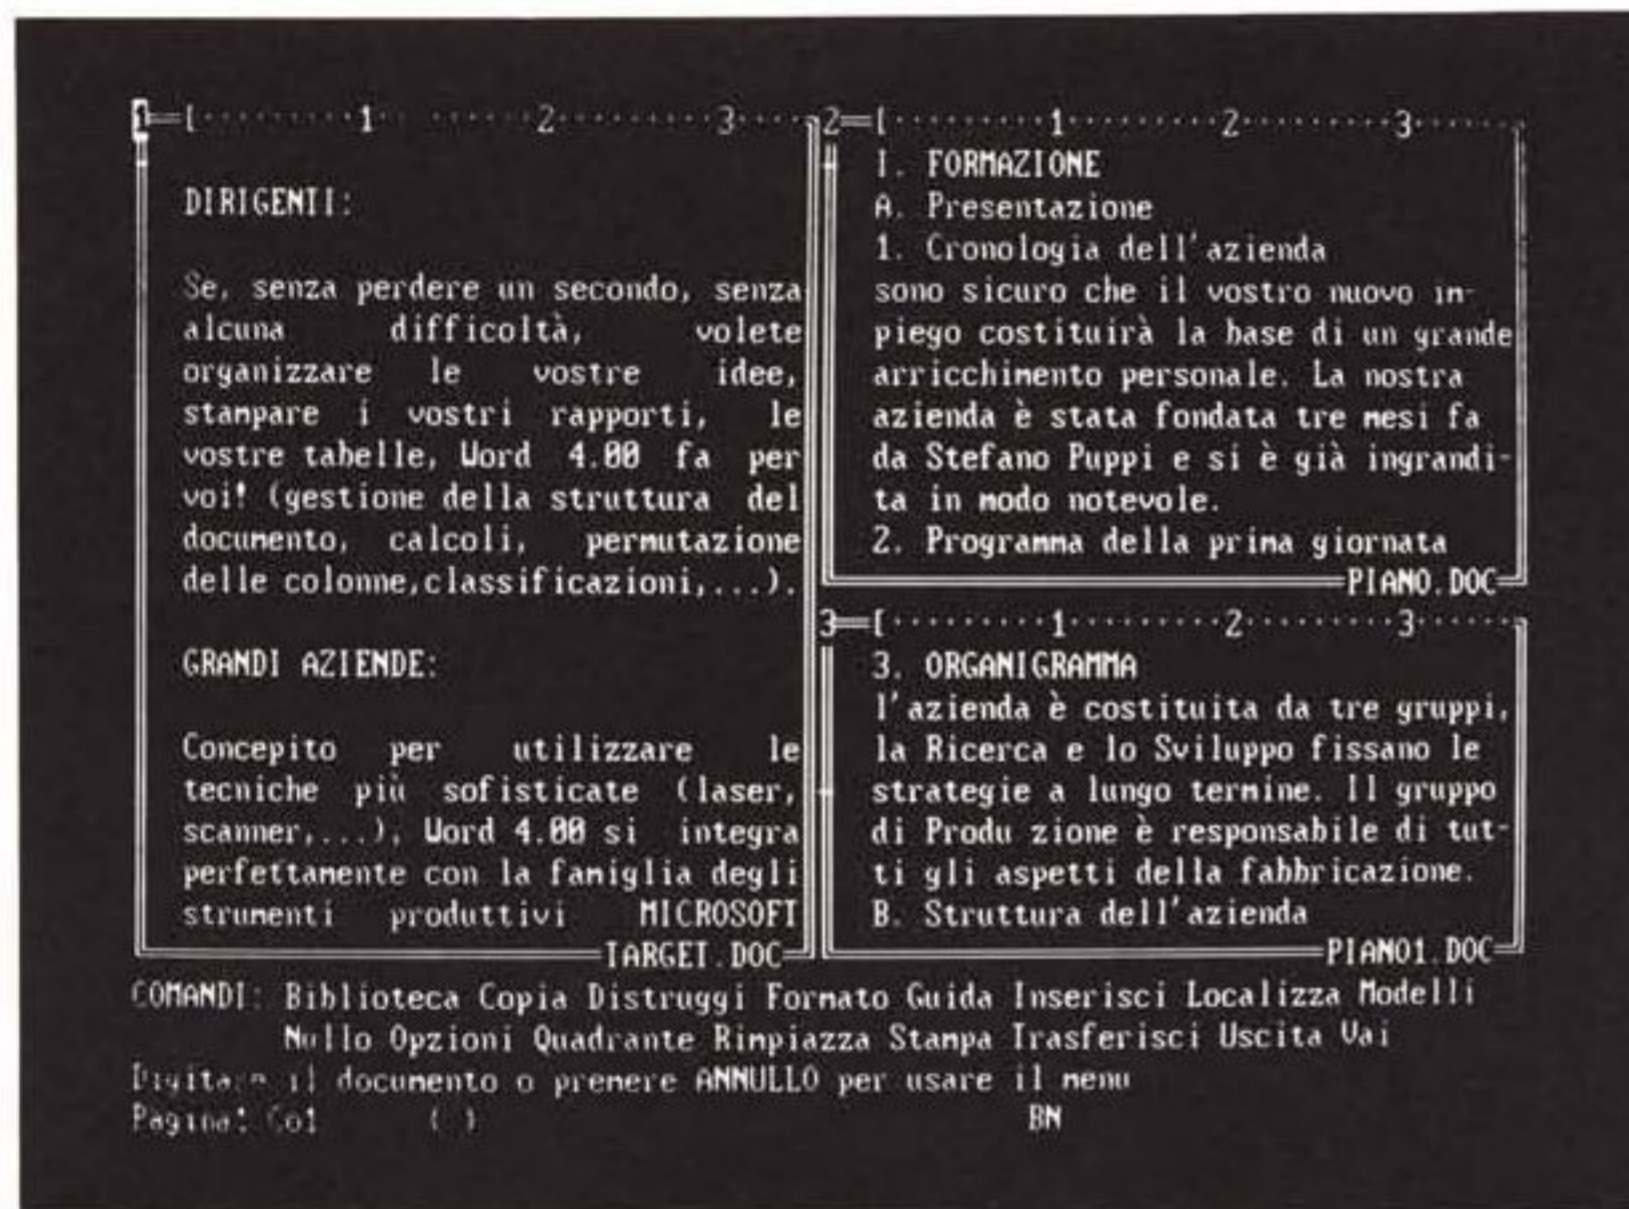 1=[·········1·········2·········3····
DIRIGENTI:
Se, senza perdere un secondo, senza
alcuna difficoltà, volete
organizzare le vostre idee,
stampare i vostri rapporti, le
vostre tabelle, Word 4.00 fa per
voi! (gestione della struttura del
documento, calcoli, permutazione
delle colonne,classificazioni,...).
GRANDI AZIENDE:
Concepito per utilizzare le
tecniche più sofisticate (laser,
scanner,...), Word 4.00 si integra
perfettamente con la famiglia degli
strumenti produttivi MICROSOFT
TARGET.DOC
2=[·········1·········2·········3······
I. FORMAZIONE
A. Presentazione
1. Cronologia dell'azienda
sono sicuro che il vostro nuovo im-
piego costituirà la base di un grande
arricchimento personale. La nostra
azienda è stata fondata tre mesi fa
da Stefano Puppi e si è già ingrandi-
ta in modo notevole.
2. Programma della prima giornata
PIANO.DOC
3=[·········1·········2·········3······
3. ORGANIGRAMMA
l'azienda è costituita da tre gruppi,
la Ricerca e lo Sviluppo fissano le
strategie a lungo termine. Il gruppo
di Produ zione è responsabile di tut-
ti gli aspetti della fabbricazione.
B. Struttura dell'azienda
PIANO1.DOC
COMANDI: Biblioteca Copia Distruggi Formato Guida Inserisci Localizza Modelli
Nullo Opzioni Quadrante Rimpiazza Stampa Trasferisci Uscita Vai
Digitare il documento o premere ANNULLO per usare il menu
Pag1 Co1 { } BN